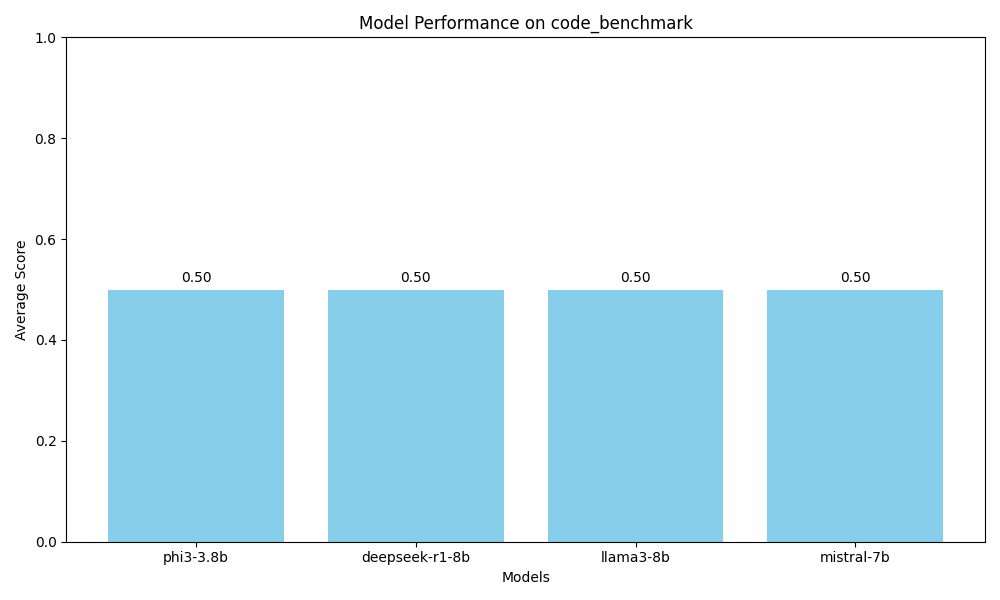 Model Performance on code_benchmark
1.0
0.8
0.6
0.4
0.2
0.0
Average Score
0.50 0.50 0.50 0.50
phi3-3.8b deepseek-r1-8b llama3-8b mistral-7b
Models